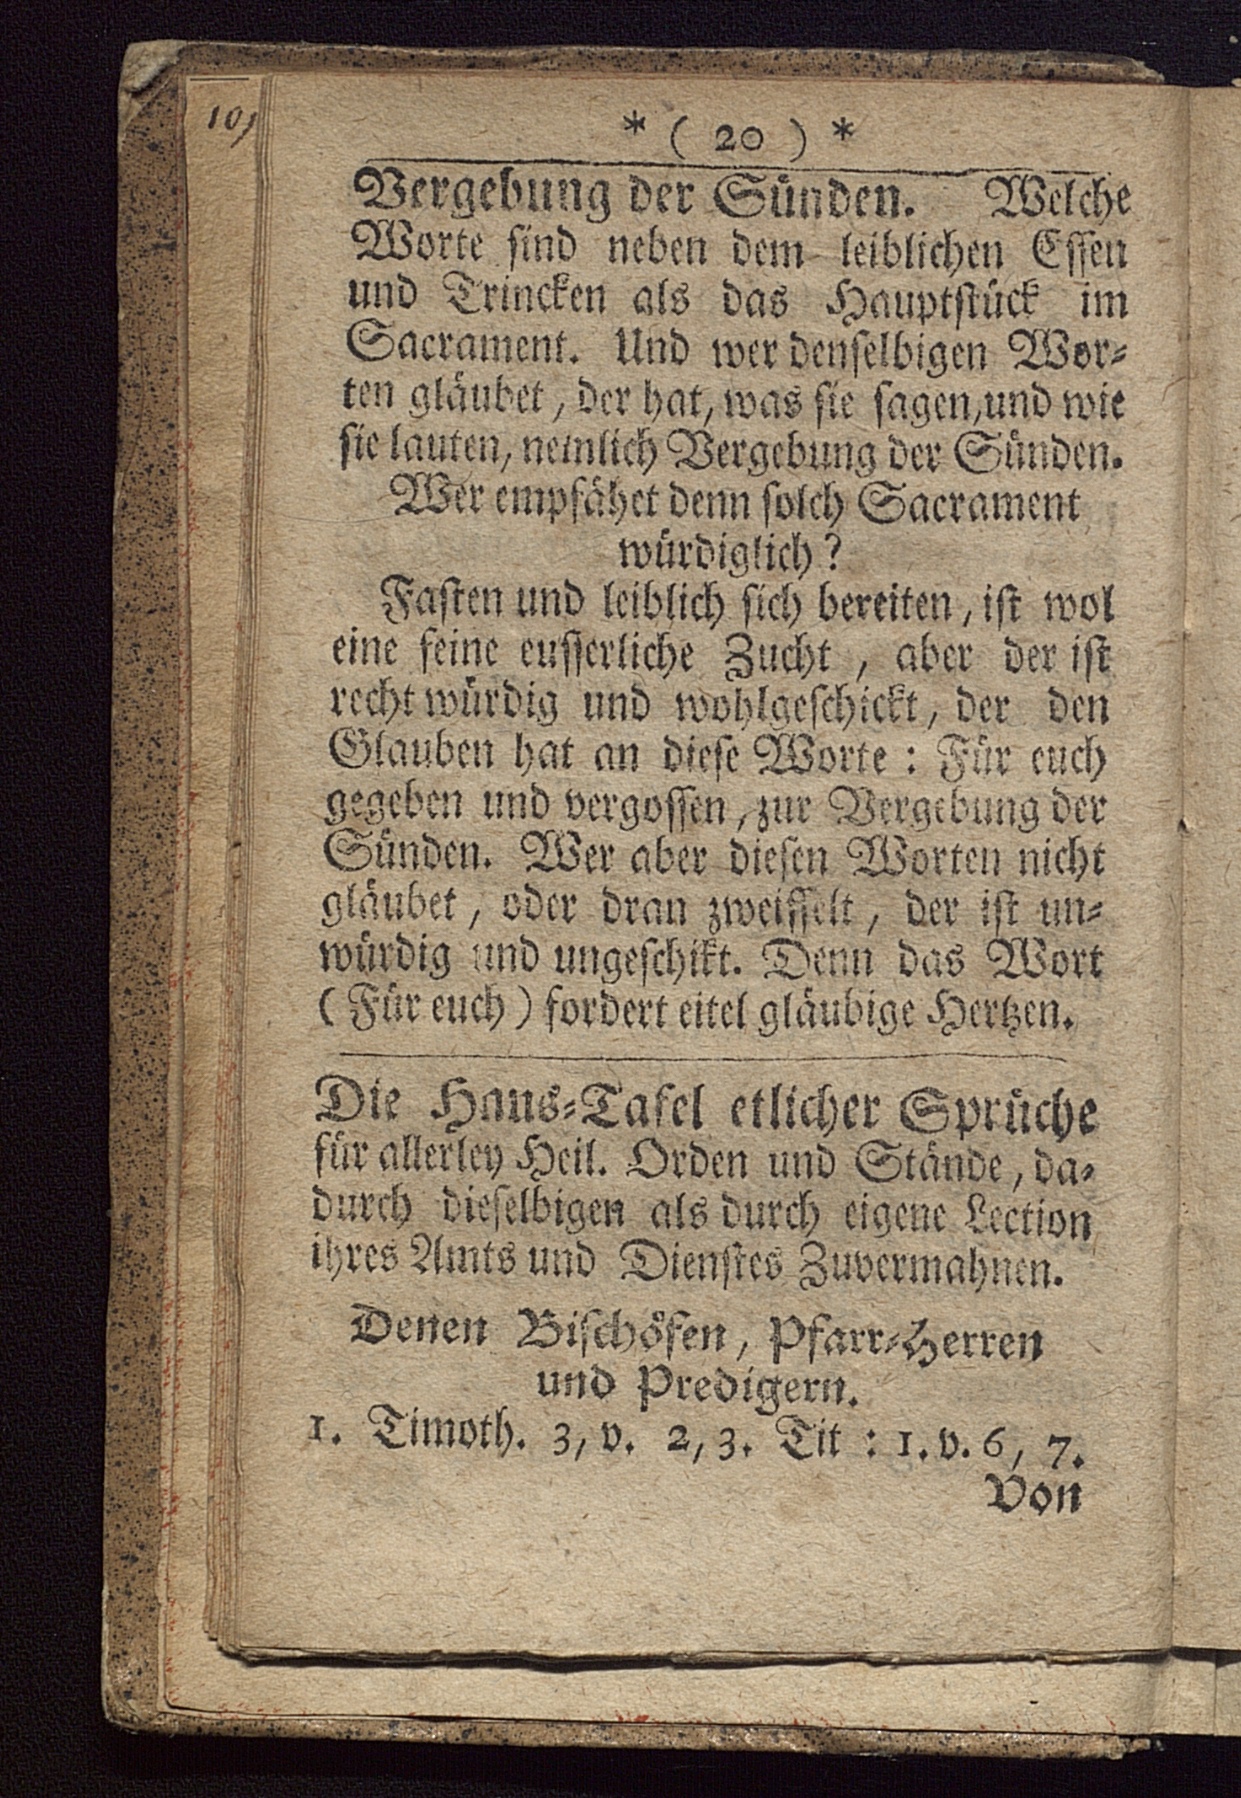 * ( 20 ) *
Vergebung der Sünden. Welche
Worte sind neben dem leiblichen Essen
und Trincken als das Hauptstück im
Sacrament. Und wer denselbigen Wor-
ten gläubet, der hat, was sie sagen, und wie
sie lauten, nemlich Vergebung der Sünden.
Wer empfähet denn solch Sacrament
würdiglich?
Fasten und leiblich sich bereiten, ist wol
eine feine eusserliche Zucht, aber der ist
recht würdig und wohlgeschickt, der den
Glauben hat an diese Worte: Für euch
gegeben und vergossen, zur Vergebung der
Sünden. Wer aber diesen Worten nicht
gläubet, oder dran zweiffelt, der ist un-
würdig und ungeschikt. Denn das Wort
(Für euch) fordert eitel gläubige Hertzen.
Die Haus-Tafel etlicher Sprüche
für allerley Heil. Orden und Stände, da-
durch dieselbigen als durch eigene Lection
ihres Amts und Dienstes Zuvermahnen.
Denen Bischöfen, Pfarr-Herren
und Predigern.
1. Timoth. 3, v. 2, 3. Tit : 1. v. 6, 7.
Von